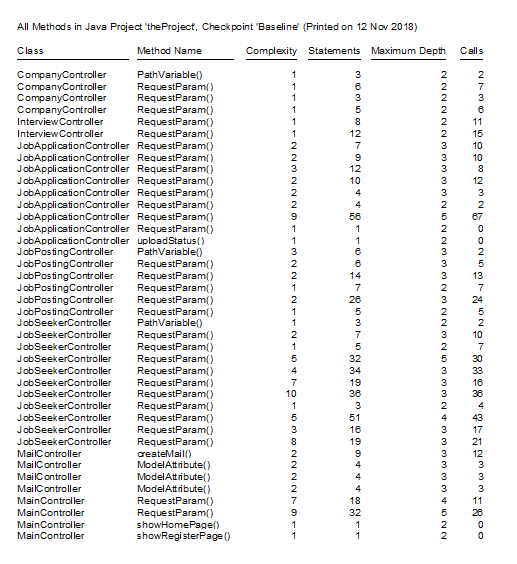 All Methods in Java Project 'theProject', Checkpoint 'Baseline' (Printed on 12 Nov 2018)
Class Method Name Complexity Statements Maximum Depth Calls
CompanyController PathVariable() 1 3 2 2
CompanyController RequestParam() 1 6 2 7
CompanyController RequestParam() 1 3 2 3
CompanyController RequestParam() 1 5 2 6
InterviewController RequestParam() 1 8 2 11
InterviewController RequestParam() 1 12 2 15
JobApplicationController RequestParam() 2 7 3 10
JobApplicationController RequestParam() 2 9 3 10
JobApplicationController RequestParam() 3 12 3 8
JobApplicationController RequestParam() 2 10 3 12
JobApplicationController RequestParam() 2 4 3 3
JobApplicationController RequestParam() 2 4 2 2
JobApplicationController RequestParam() 9 56 5 67
JobApplicationController RequestParam() 1 1 2 0
JobApplicationController uploadStatus() 1 1 2 0
JobPostingController PathVariable() 3 6 3 2
JobPostingController RequestParam() 2 6 3 5
JobPostingController RequestParam() 2 14 3 13
JobPostingController RequestParam() 1 7 2 7
JobPostingController RequestParam() 2 26 3 24
JobPostingController RequestParam() 1 5 2 5
JobSeekerController PathVariable() 1 3 2 2
JobSeekerController RequestParam() 2 7 3 10
JobSeekerController RequestParam() 1 5 2 7
JobSeekerController RequestParam() 5 32 5 30
JobSeekerController RequestParam() 4 34 3 33
JobSeekerController RequestParam() 7 19 3 16
JobSeekerController RequestParam() 10 36 3 36
JobSeekerController RequestParam() 1 3 2 4
JobSeekerController RequestParam() 5 51 4 43
JobSeekerController RequestParam() 3 16 3 17
JobSeekerController RequestParam() 8 19 3 21
MailController createMail() 2 9 3 12
MailController ModelAttribute() 2 4 3 3
MailController ModelAttribute() 2 4 3 3
MailController ModelAttribute() 2 4 3 3
MainController RequestParam() 7 18 4 11
MainController RequestParam() 9 32 5 26
MainController showHomePage() 1 1 2 0
MainController showRegisterPage() 1 1 2 0